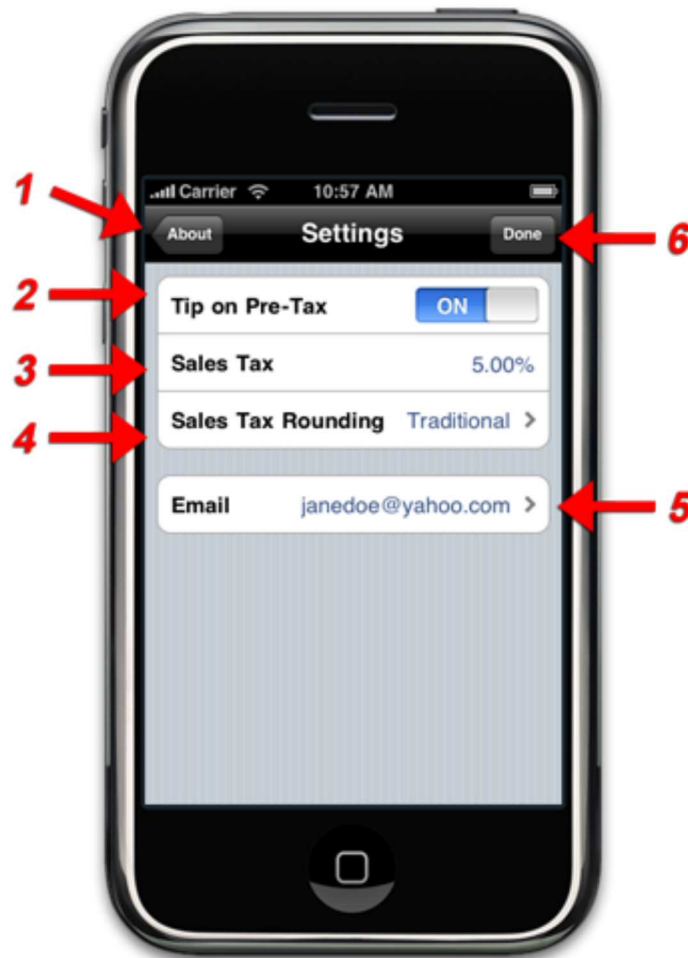 Carrier 10:57 AM
1
About Settings Done
6
2
Tip on Pre-Tax ON
3
Sales Tax 5.00%
4
Sales Tax Rounding Traditional >
Email janedoe@yahoo.com >
5